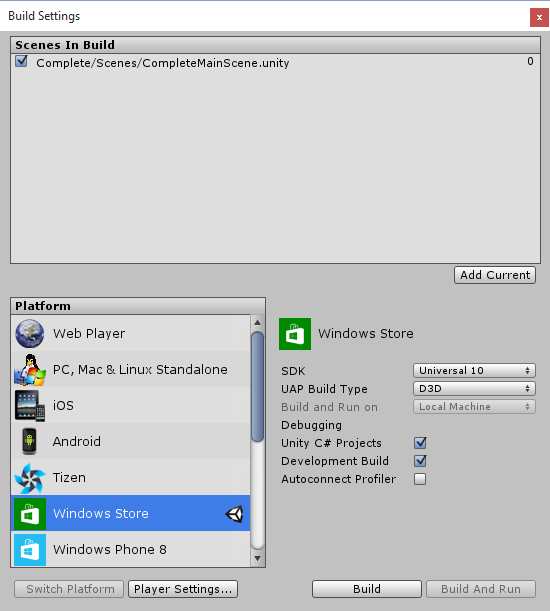 Build Settings
x
Scenes In Build
Complete/Scenes/CompleteMainScene.unity 0
Add Current
Platform
Web Player
PC, Mac & Linux Standalone
iOS
Android
Tizen
Windows Store
Windows Phone 8
Windows Store
SDK Universal 10
UAP Build Type D3D
Build and Run on Local Machine
Debugging
Unity C# Projects
Development Build
Autoconnect Profiler
Switch Platform Player Settings... Build Build And Run